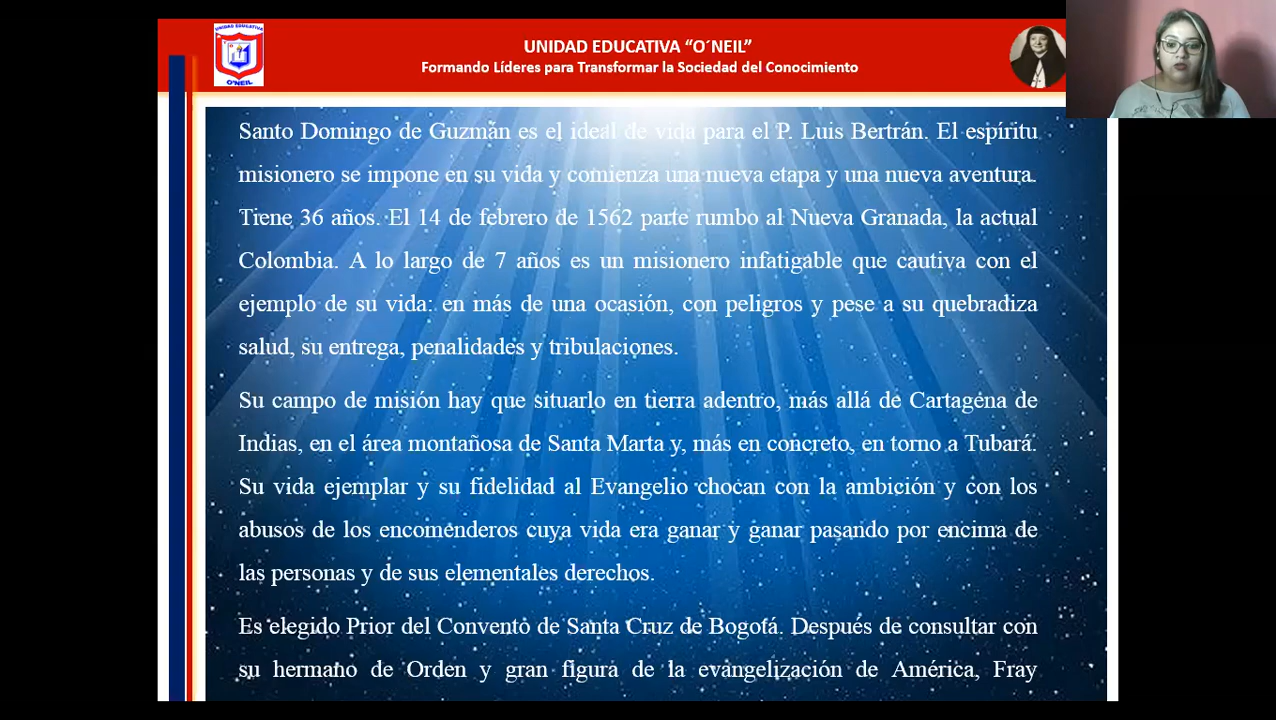 UNIDAD EDUCATIVA
O'NEIL
UNIDAD EDUCATIVA “O´NEIL”
Formando Líderes para Transformar la Sociedad del Conocimiento
Santo Domingo de Guzmán es el ideal de vida para el P. Luis Bertrán. El espíritu
misionero se impone en su vida y comienza una nueva etapa y una nueva aventura.
Tiene 36 años. El 14 de febrero de 1562 parte rumbo al Nueva Granada, la actual
Colombia. A lo largo de 7 años es un misionero infatigable que cautiva con el
ejemplo de su vida: en más de una ocasión, con peligros y pese a su quebradiza
salud, su entrega, penalidades y tribulaciones.
Su campo de misión hay que situarlo en tierra adentro, más allá de Cartagena de
Indias, en el área montañosa de Santa Marta y, más en concreto, en torno a Tubará.
Su vida ejemplar y su fidelidad al Evangelio chocan con la ambición y con los
abusos de los encomenderos cuya vida era ganar y ganar pasando por encima de
las personas y de sus elementales derechos.
Es elegido Prior del Convento de Santa Cruz de Bogotá. Después de consultar con
su hermano de Orden y gran figura de la evangelización de América, Fray